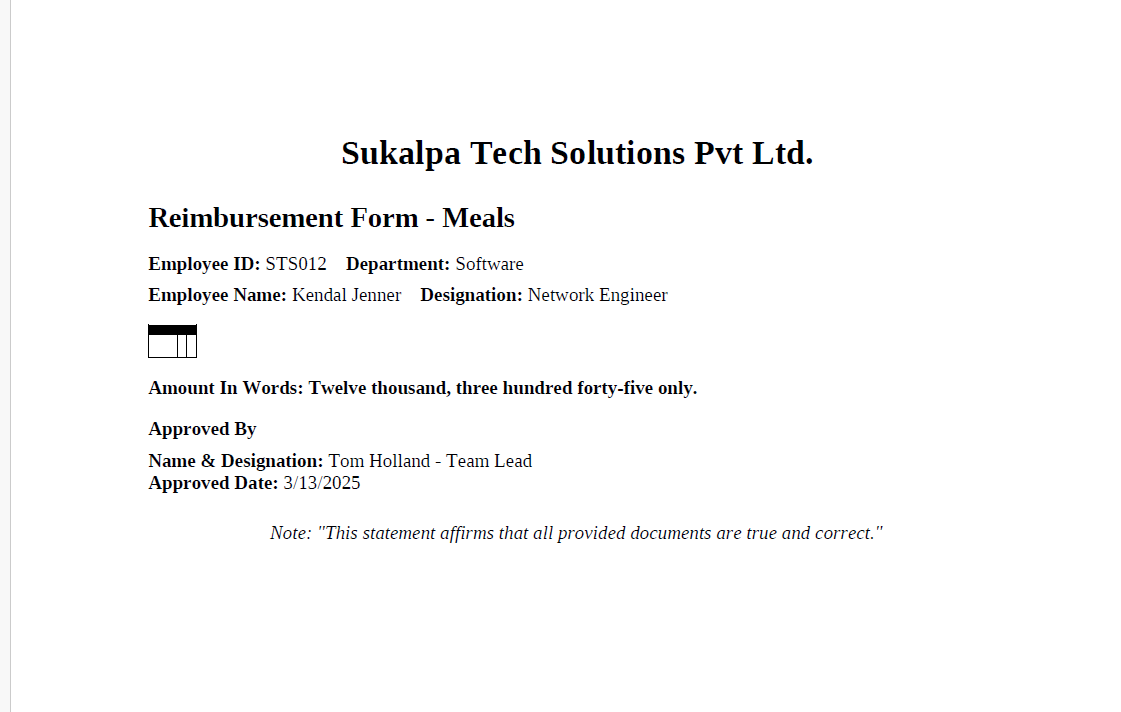 Sukalpa Tech Solutions Pvt Ltd.
Reimbursement Form - Meals
Employee ID: STS012 Department: Software
Employee Name: Kendal Jenner Designation: Network Engineer
Amount In Words: Twelve thousand, three hundred forty-five only.
Approved By
Name & Designation: Tom Holland - Team Lead
Approved Date: 3/13/2025
Note: "This statement affirms that all provided documents are true and correct."